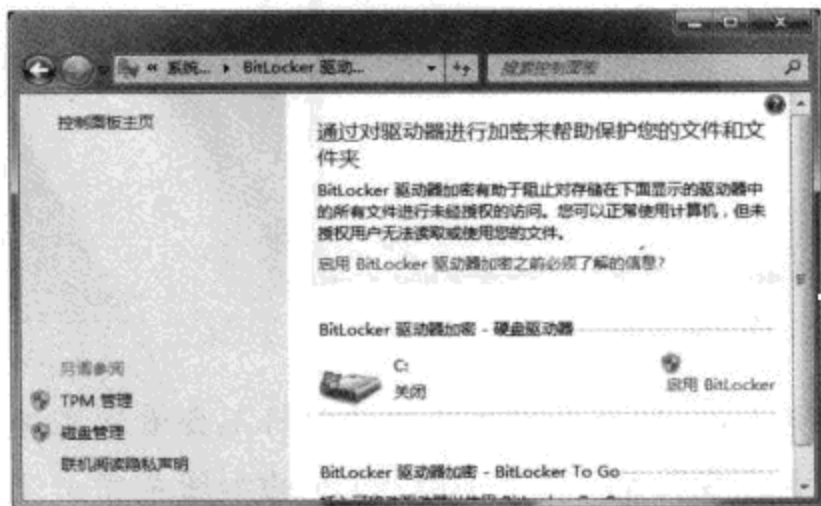 « 系统... ▸ BitLocker 驱动...
搜索控制面板
控制面板主页
通过对驱动器进行加密来帮助保护您的文件和文
件夹
BitLocker 驱动器加密有助于阻止对存储在下面显示的驱动器中
的所有文件进行未经授权的访问。您可以正常使用计算机，但未
授权用户无法读取或使用您的文件。
启用 BitLocker 驱动器加密之前必须了解的信息?
BitLocker 驱动器加密 - 硬盘驱动器
C:
关闭
启用 BitLocker
另请参阅
TPM 管理
磁盘管理
联机阅读隐私声明
BitLocker 驱动器加密 - BitLocker To Go